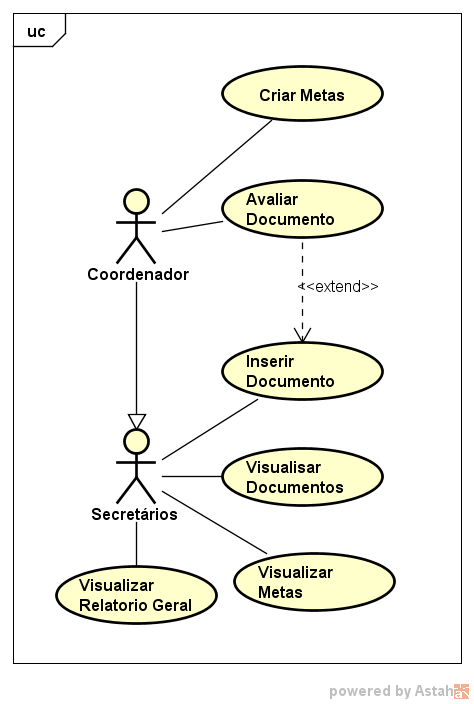 uc
Criar Metas
Avaliar
Documento
Coordenador
<<extend>>
Inserir
Documento
Visualisar
Documentos
Secretários
Visualizar
Metas
Visualizar
Relatorio Geral
powered by Astah